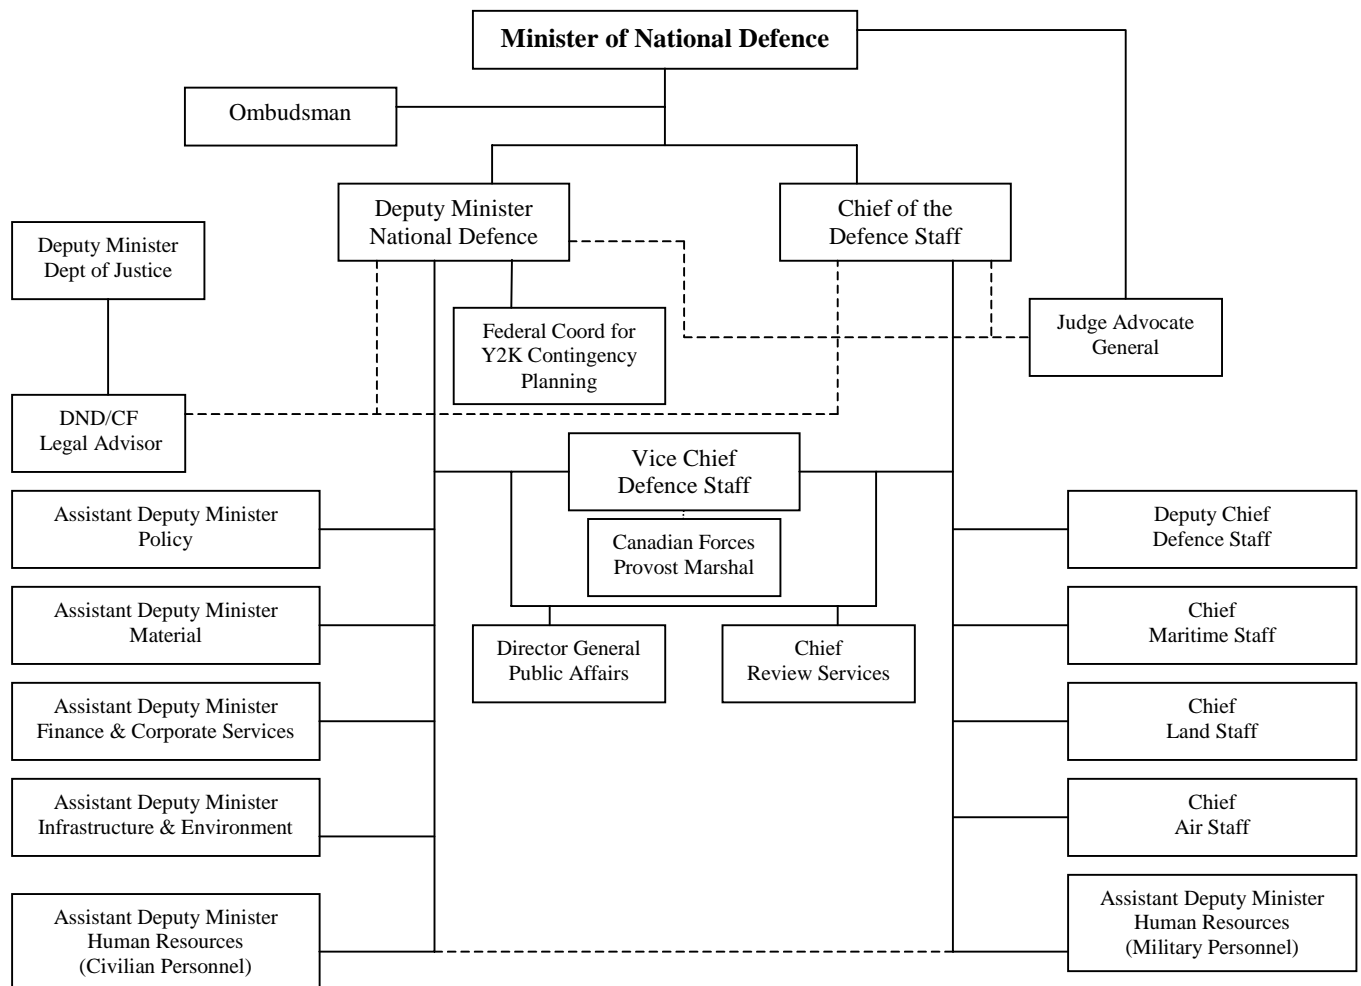 Minister of National Defence
Ombudsman
Deputy Minister
National Defence
Chief of the
Defence Staff
Deputy Minister
Dept of Justice
Federal Coord for
Y2K Contingency
Planning
Judge Advocate
General
DND/CF
Legal Advisor
Vice Chief
Defence Staff
Canadian Forces
Provost Marshal
Director General
Public Affairs
Chief
Review Services
Assistant Deputy Minister
Policy
Assistant Deputy Minister
Material
Assistant Deputy Minister
Finance & Corporate Services
Assistant Deputy Minister
Infrastructure & Environment
Assistant Deputy Minister
Human Resources
(Civilian Personnel)
Deputy Chief
Defence Staff
Chief
Maritime Staff
Chief
Land Staff
Chief
Air Staff
Assistant Deputy Minister
Human Resources
(Military Personnel)